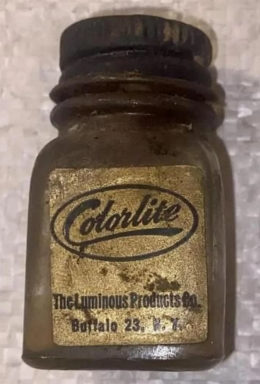 Colorlite
The Luminous Products Co.
Buffalo 23, N. Y.